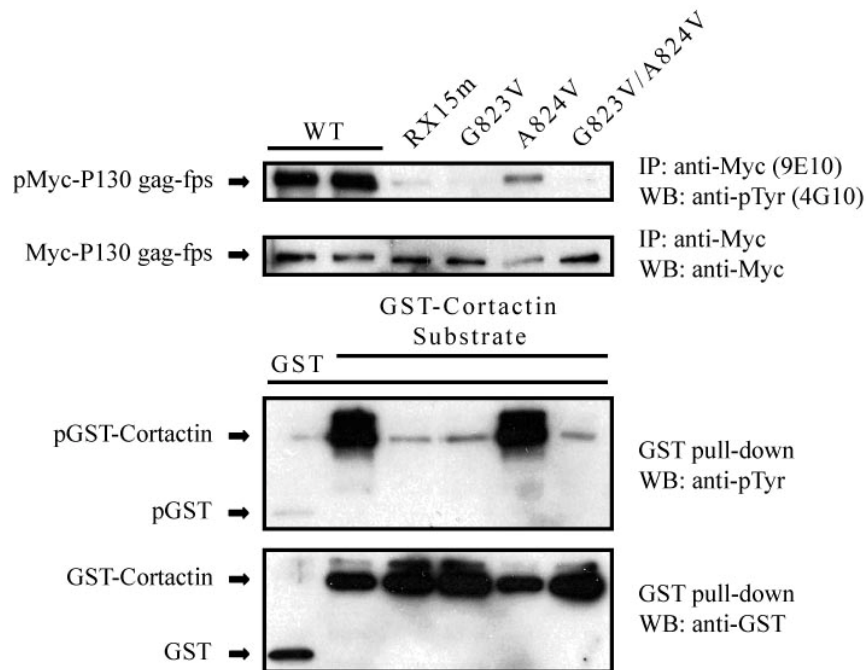 WT
RX15m
G823V
A824V
G823V/A824V
pMyc-P130 gag-fps
IP: anti-Myc (9E10)
WB: anti-pTyr (4G10)
Myc-P130 gag-fps
IP: anti-Myc
WB: anti-Myc
GST-Cortactin
Substrate
GST
pGST-Cortactin
pGST
GST pull-down
WB: anti-pTyr
GST-Cortactin
GST
GST pull-down
WB: anti-GST